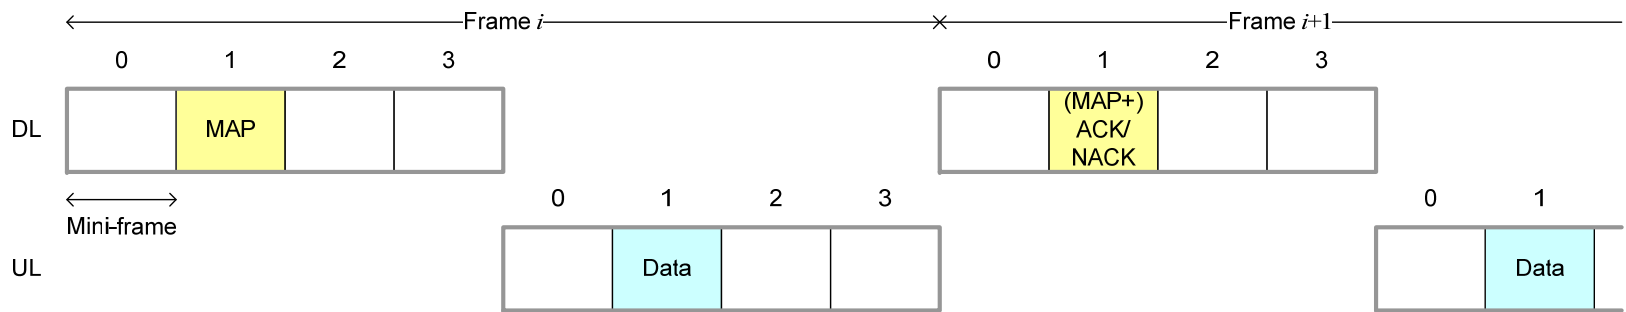 Frame i Frame i+1
0 1 2 3 0 1 2 3
DL MAP (MAP+)
ACK/
NACK
0 1 2 3 0 1
Mini-frame
UL Data Data